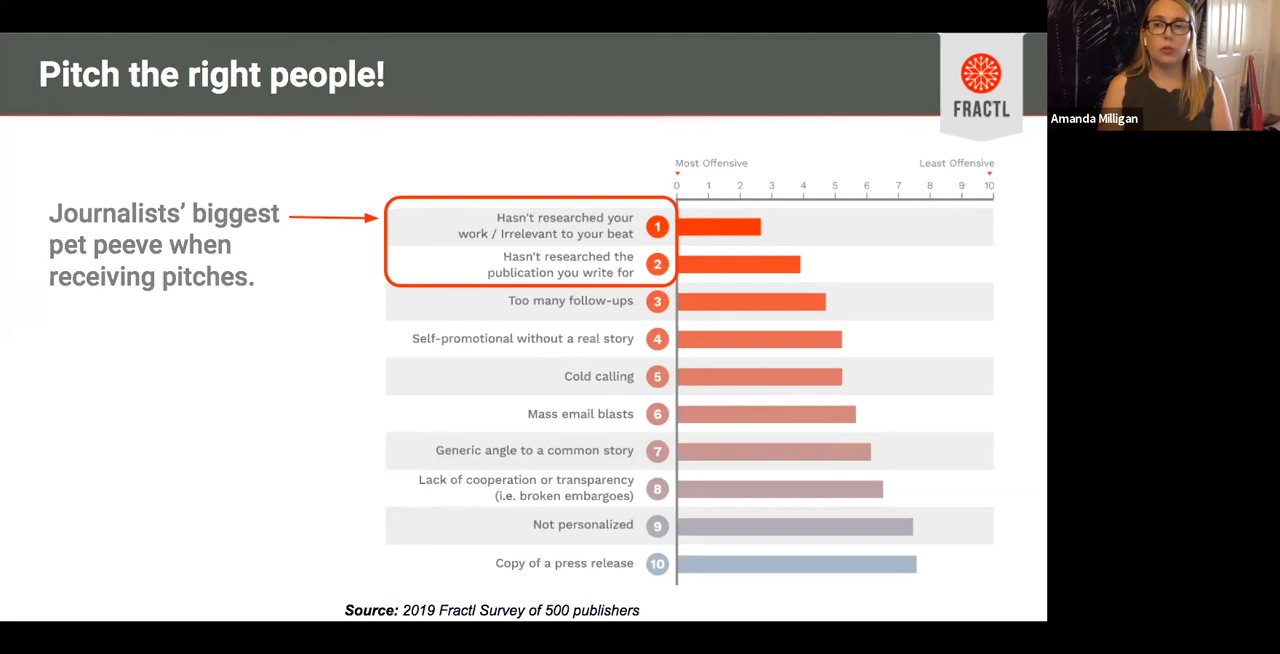 Pitch the right people!
FRACTL
Amanda Milligan
Journalists’ biggest
pet peeve when
receiving pitches.
Most Offensive
Least Offensive
0 1 2 3 4 5 6 7 8 9 10
Hasn't researched your
work / Irrelevant to your beat
1
Hasn't researched the
publication you write for
2
Too many follow-ups
3
Self-promotional without a real story
4
Cold calling
5
Mass email blasts
6
Generic angle to a common story
7
Lack of cooperation or transparency
(i.e. broken embargoes)
8
Not personalized
9
Copy of a press release
10
Source: 2019 Fractl Survey of 500 publishers